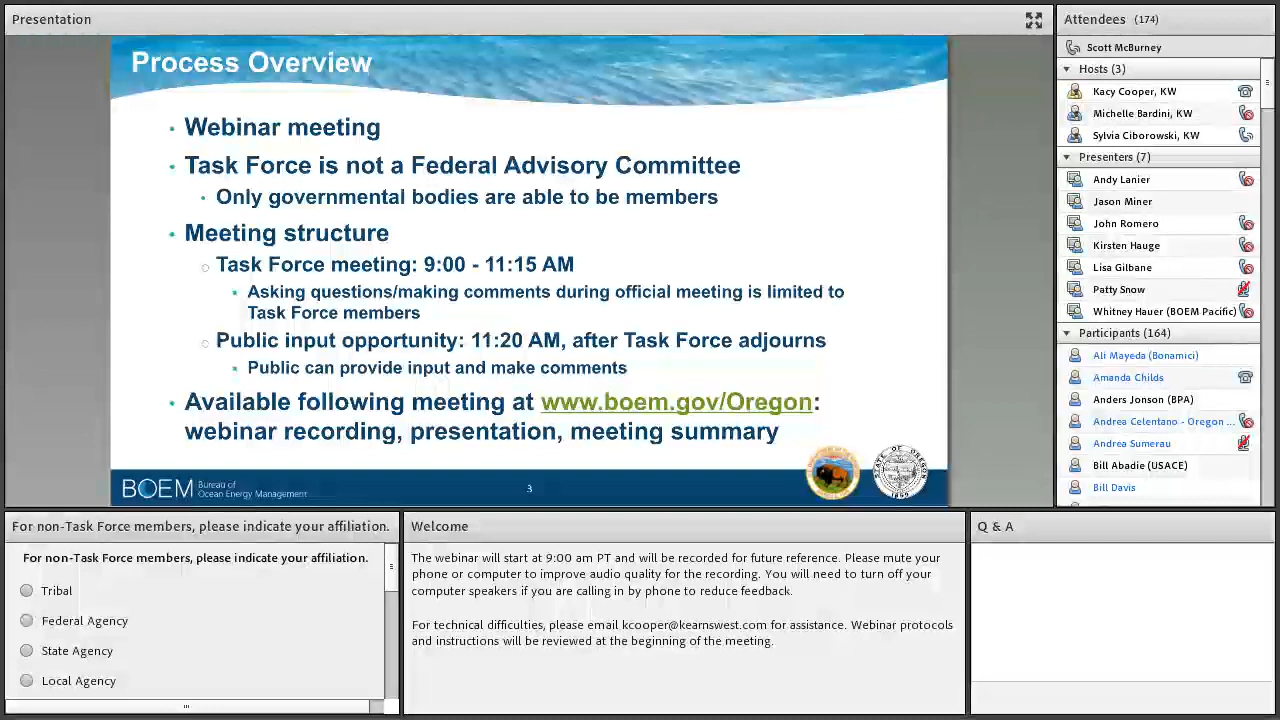 Presentation
Process Overview
• Webinar meeting
• Task Force is not a Federal Advisory Committee
• Only governmental bodies are able to be members
• Meeting structure
○ Task Force meeting: 9:00 - 11:15 AM
• Asking questions/making comments during official meeting is limited to
Task Force members
○ Public input opportunity: 11:20 AM, after Task Force adjourns
• Public can provide input and make comments
• Available following meeting at www.boem.gov/Oregon:
webinar recording, presentation, meeting summary
BOEM Bureau of
Ocean Energy Management
3
STATE OF OREGON
1859
Attendees (174)
Scott McBurney
Hosts (3)
Kacy Cooper, KW
Michelle Bardini, KW
Sylvia Ciborowski, KW
Presenters (7)
Andy Lanier
Jason Miner
John Romero
Kirsten Hauge
Lisa Gilbane
Patty Snow
Whitney Hauer (BOEM Pacific)
Participants (164)
Ali Mayeda (Bonamici)
Amanda Childs
Anders Jonson (BPA)
Andrea Celentano - Oregon ...
Andrea Sumerau
Bill Abadie (USACE)
Bill Davis
For non-Task Force members, please indicate your affiliation.
For non-Task Force members, please indicate your affiliation.
Tribal
Federal Agency
State Agency
Local Agency
Welcome
The webinar will start at 9:00 am PT and will be recorded for future reference. Please mute your
phone or computer to improve audio quality for the recording. You will need to turn off your
computer speakers if you are calling in by phone to reduce feedback.
For technical difficulties, please email kcooper@kearnswest.com for assistance. Webinar protocols
and instructions will be reviewed at the beginning of the meeting.
Q & A